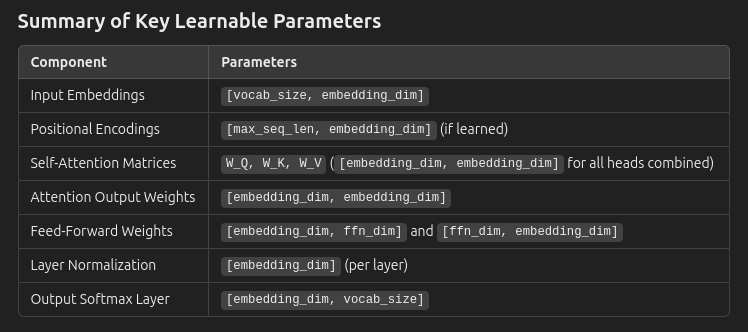 Summary of Key Learnable Parameters
Component Parameters
Input Embeddings [vocab_size, embedding_dim]
Positional Encodings [max_seq_len, embedding_dim] (if learned)
Self-Attention Matrices W_Q, W_K, W_V ( [embedding_dim, embedding_dim] for all heads combined)
Attention Output Weights [embedding_dim, embedding_dim]
Feed-Forward Weights [embedding_dim, ffn_dim] and [ffn_dim, embedding_dim]
Layer Normalization [embedding_dim] (per layer)
Output Softmax Layer [embedding_dim, vocab_size]